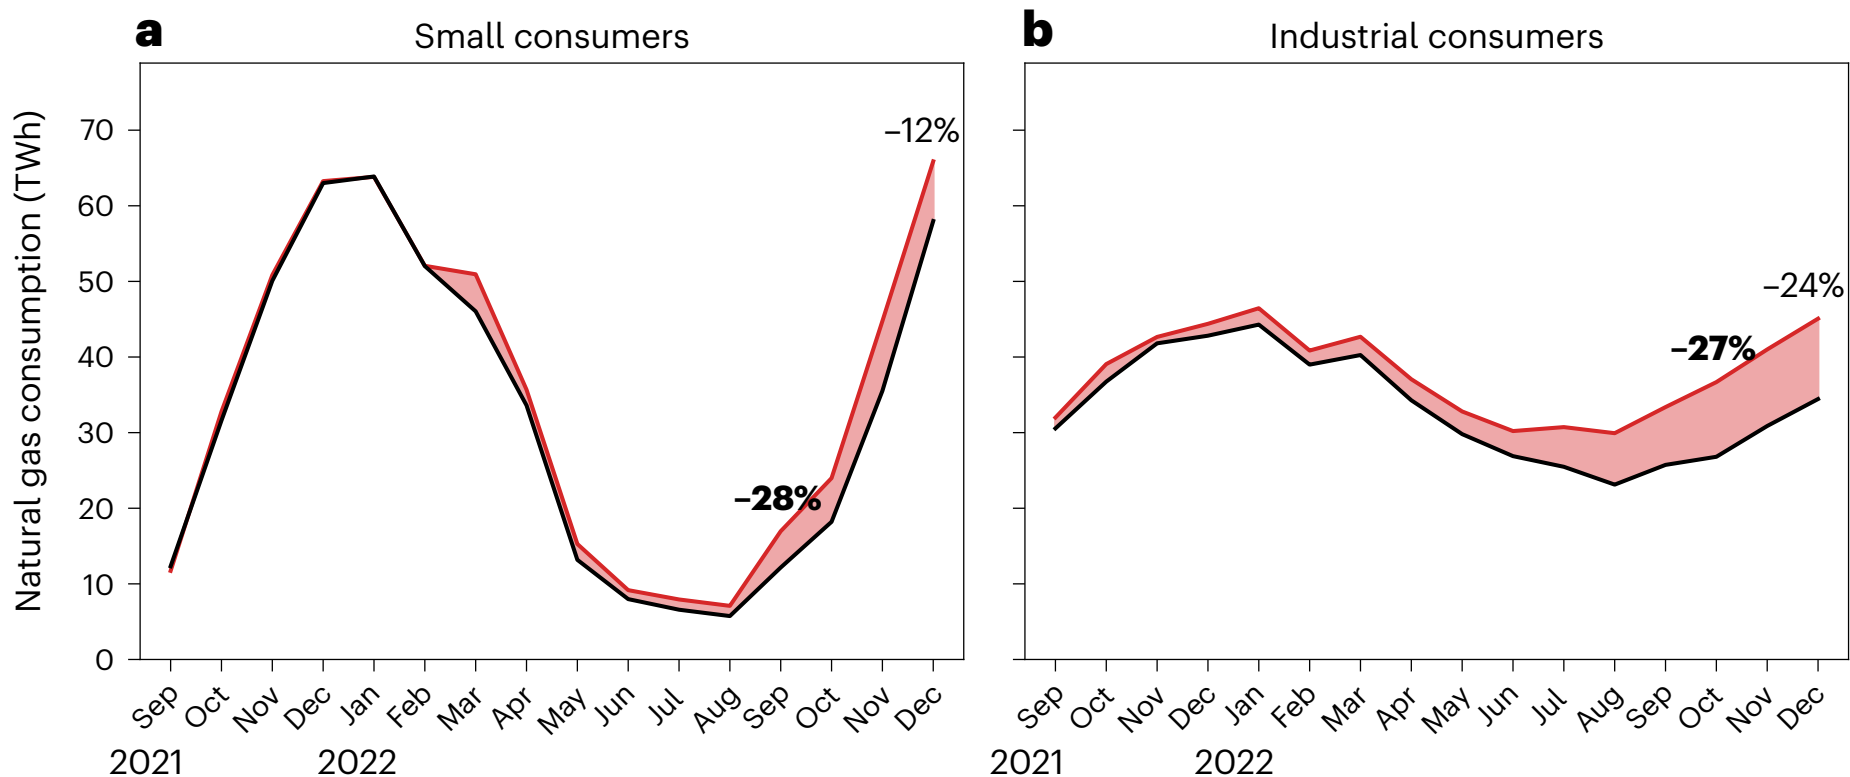 a Small consumers
Natural gas consumption (TWh)
70
60
50
40
30
20
10
0
–12%
–28%
Sep Oct Nov Dec Jan Feb Mar Apr May Jun Jul Aug Sep Oct Nov Dec
2021 2022
b Industrial consumers
–24%
–27%
Sep Oct Nov Dec Jan Feb Mar Apr May Jun Jul Aug Sep Oct Nov Dec
2021 2022